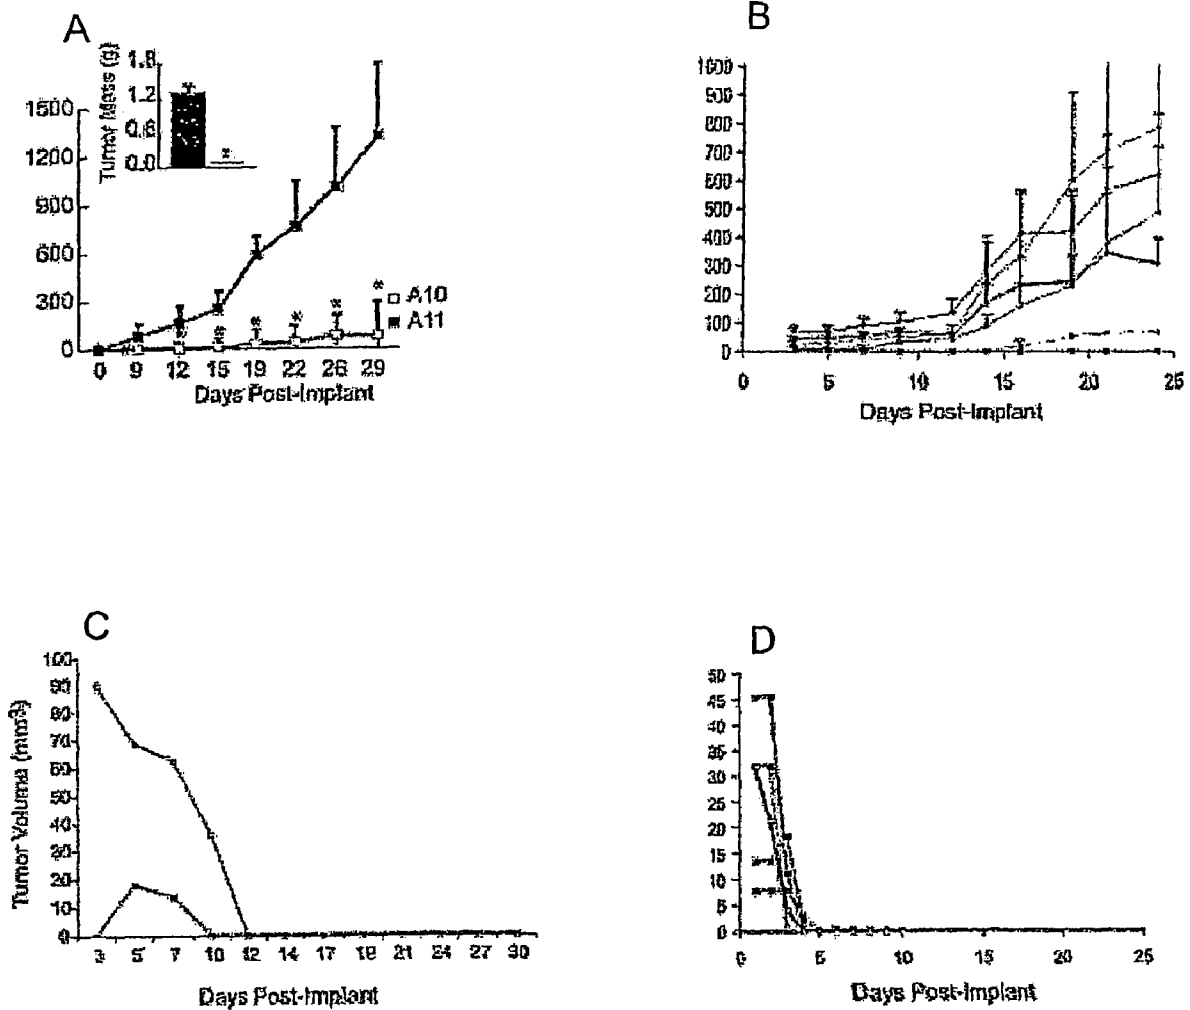 A
Tumor Mass (g)
1.8
1.2
0.6
0.0
1500
1200
900
600
300
0
A10
A11
0 9 12 15 19 22 26 29
Days Post-Implant
B
1000
900
800
700
600
500
400
300
200
100
0
0 5 10 15 20 25
Days Post-Implant
C
Tumor Volume (mm3)
100
90
80
70
60
50
40
30
20
10
0
3 5 7 10 12 14 17 19 21 24 27 30
Days Post-Implant
D
50
45
40
35
30
25
20
15
10
5
0
0 5 10 15 20 25
Days Post-Implant